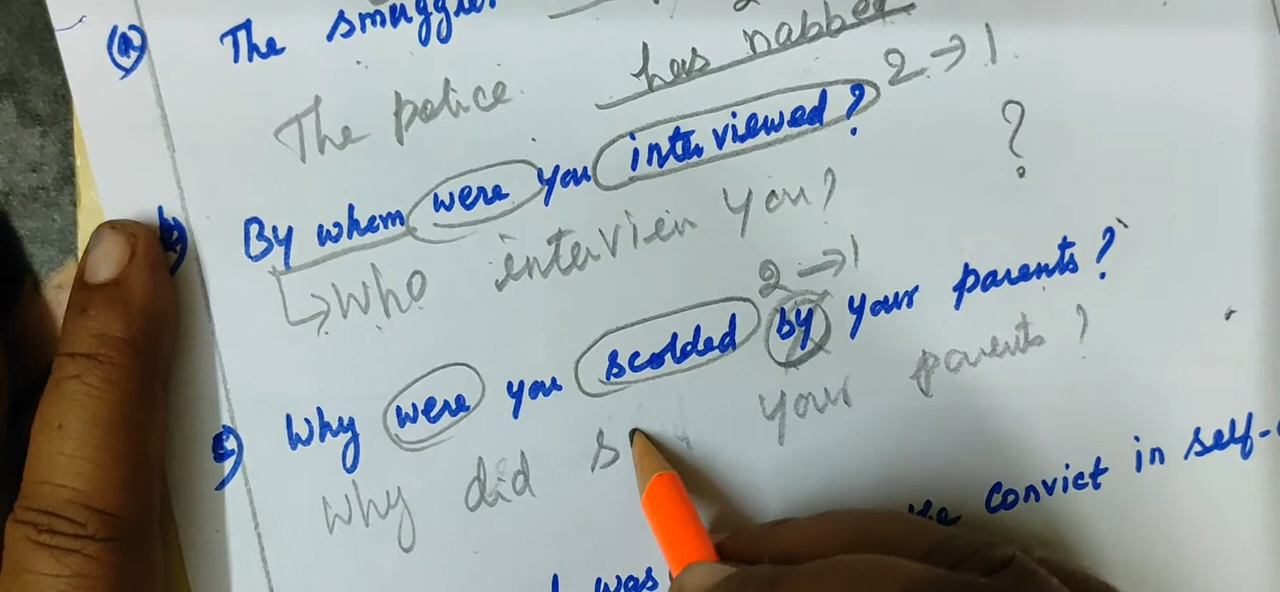 (a) The smuggler
The police has nabbed
2 → 1
By whom were you interviewed?
?
↳ Who interview you?
2 → 1
c) Why were you scolded by your parents?
Why did s your parents?
the convict in self-
was